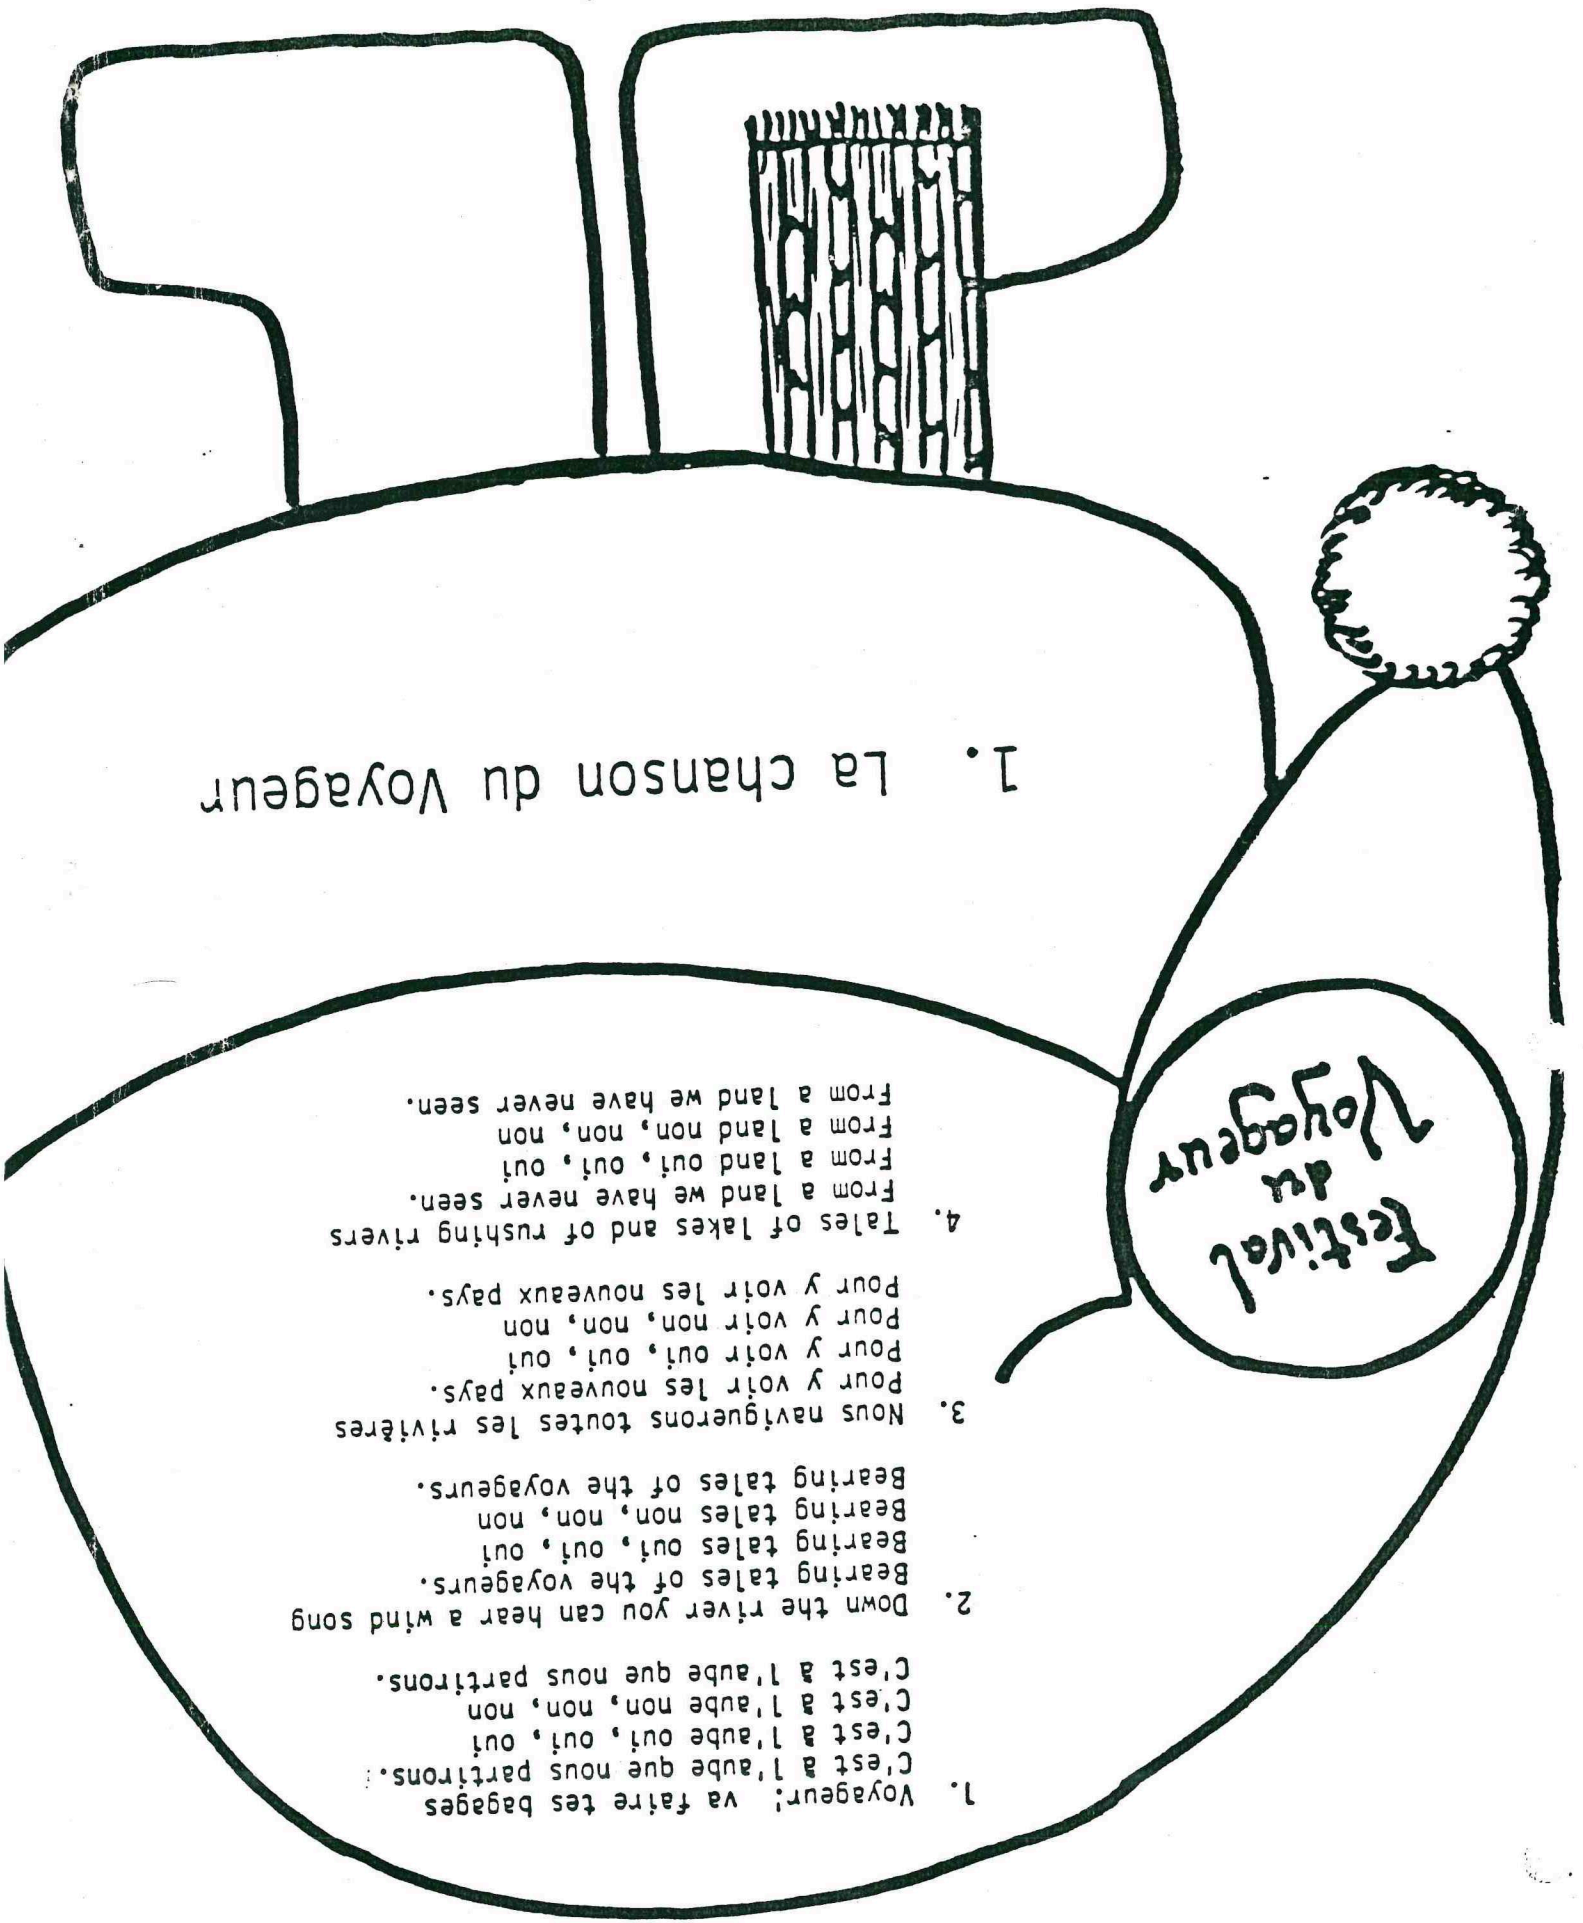 1. Voyageur! va faire tes bagages
C'est à l'aube que nous partirons.
C'est à l'aube oui, oui, oui
C'est à l'aube non, non, non
C'est à l'aube que nous partirons.
2. Down the river you can hear a wind song
Bearing tales of the voyageurs.
Bearing tales oui, oui, oui
Bearing tales non, non, non
Bearing tales of the voyageurs.
3. Nous naviguerons toutes les rivières
Pour y voir les nouveaux pays.
Pour y voir oui, oui, oui
Pour y voir non, non, non
Pour y voir les nouveaux pays.
4. Tales of lakes and of rushing rivers
From a land we have never seen.
From a land oui, oui, oui
From a land non, non, non
From a land we have never seen.
Festival
du
Voyageur
1. La chanson du Voyageur